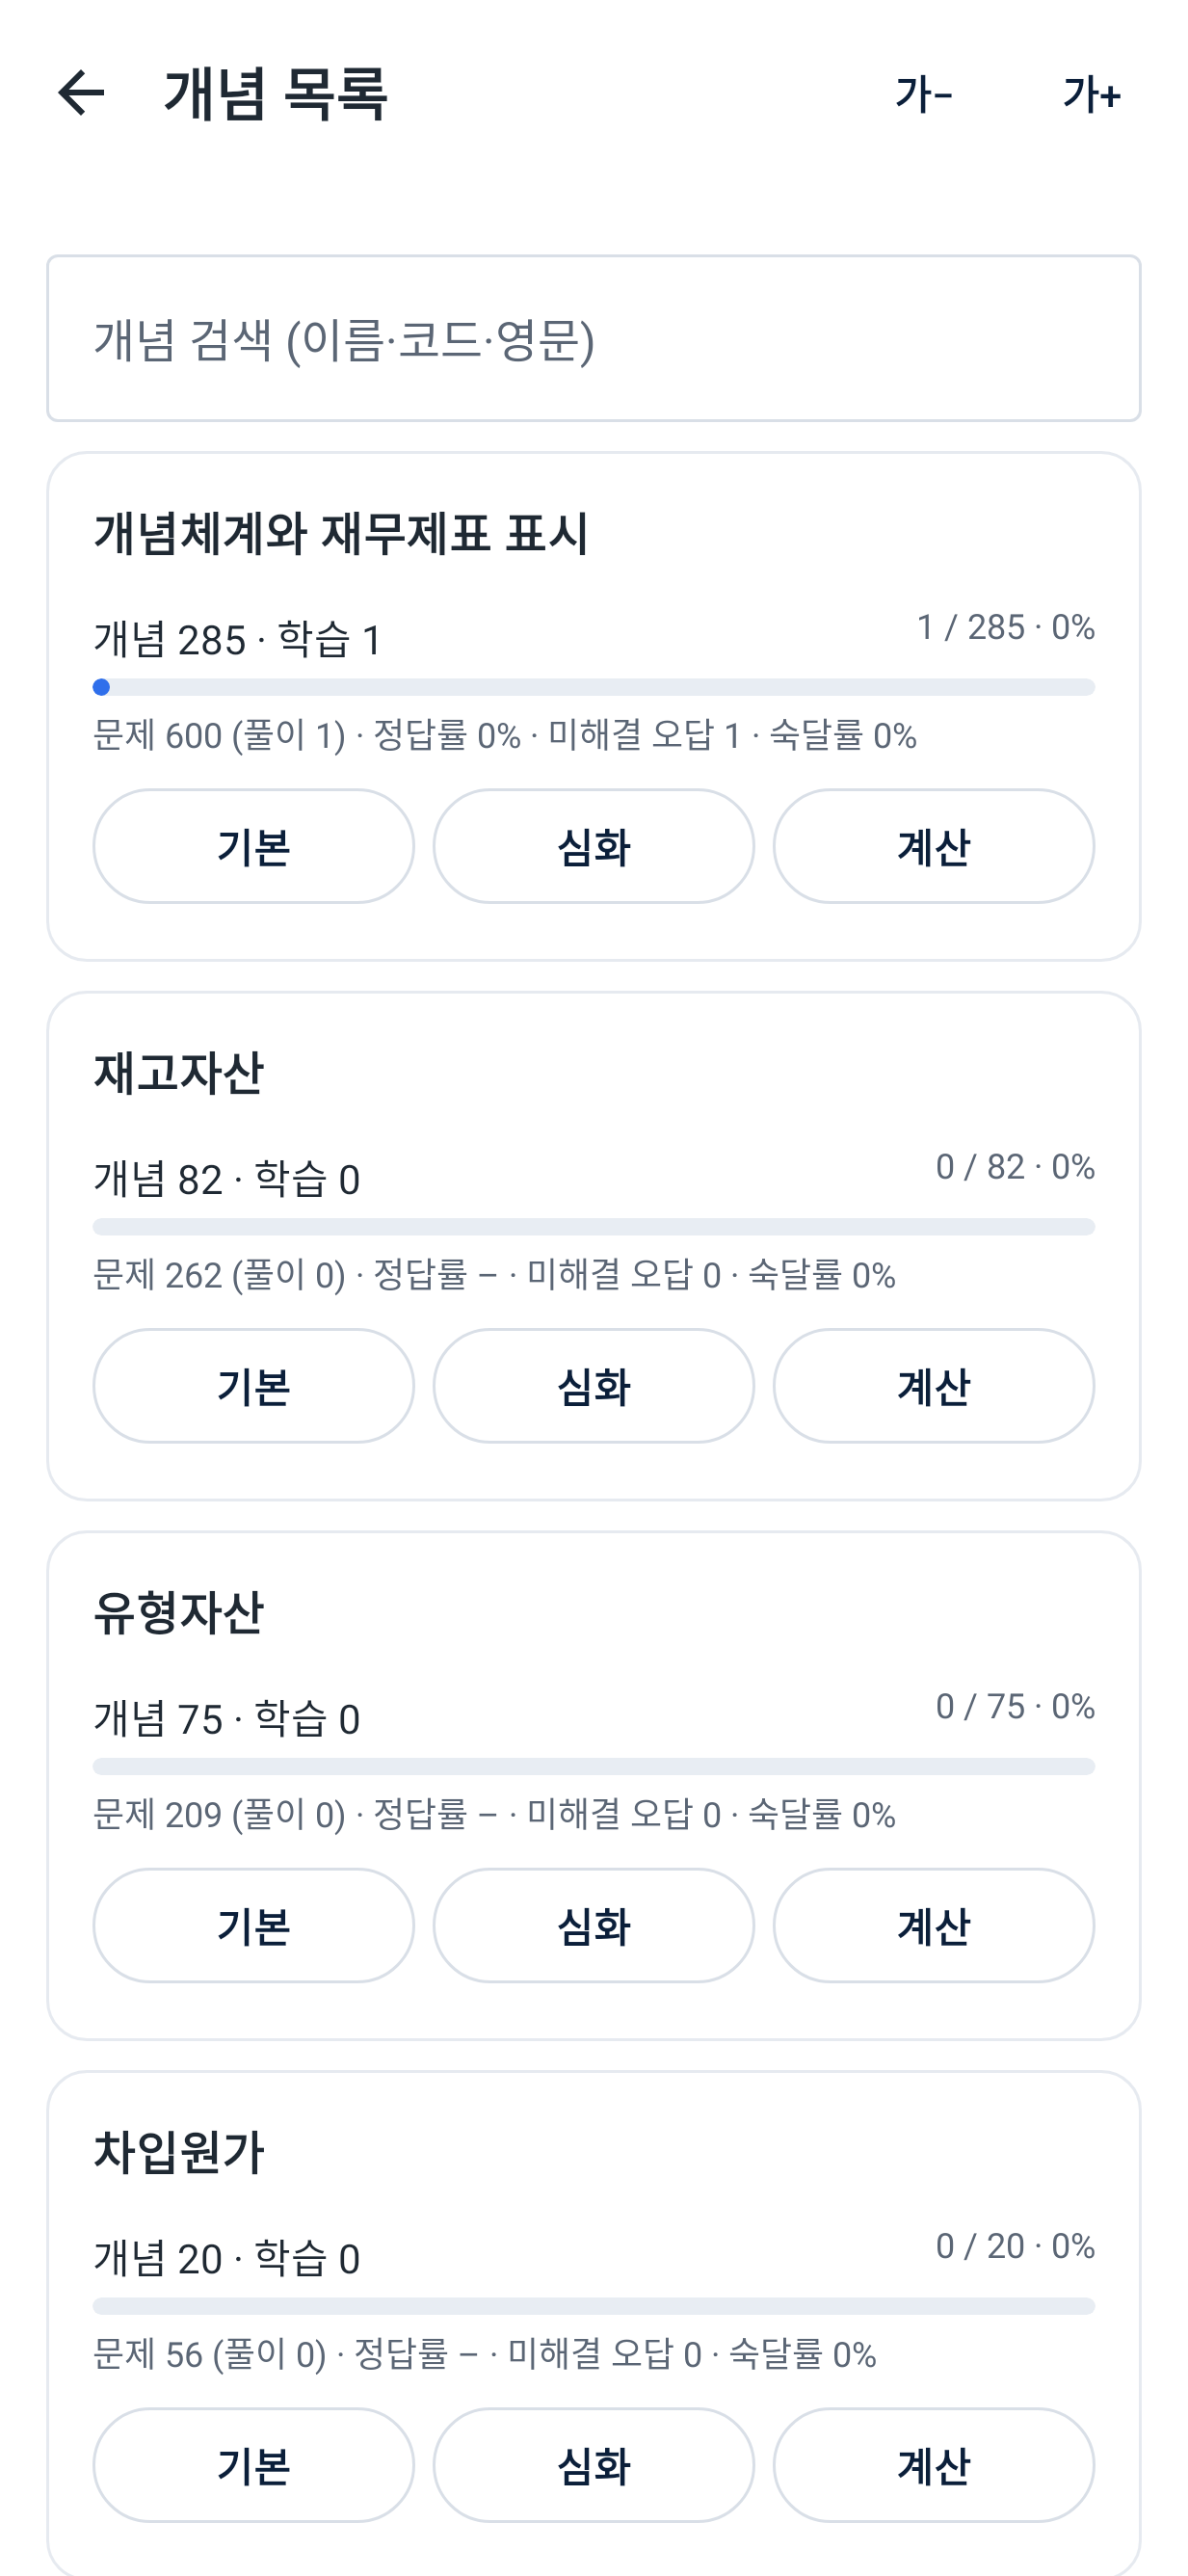 개념 목록
가-
가+
개념 검색 (이름·코드·영문)
개념체계와 재무제표 표시
개념 285 · 학습 1
1 / 285 · 0%
문제 600 (풀이 1) · 정답률 0% · 미해결 오답 1 · 숙달률 0%
기본
심화
계산
재고자산
개념 82 · 학습 0
0 / 82 · 0%
문제 262 (풀이 0) · 정답률 – · 미해결 오답 0 · 숙달률 0%
기본
심화
계산
유형자산
개념 75 · 학습 0
0 / 75 · 0%
문제 209 (풀이 0) · 정답률 – · 미해결 오답 0 · 숙달률 0%
기본
심화
계산
차입원가
개념 20 · 학습 0
0 / 20 · 0%
문제 56 (풀이 0) · 정답률 – · 미해결 오답 0 · 숙달률 0%
기본
심화
계산